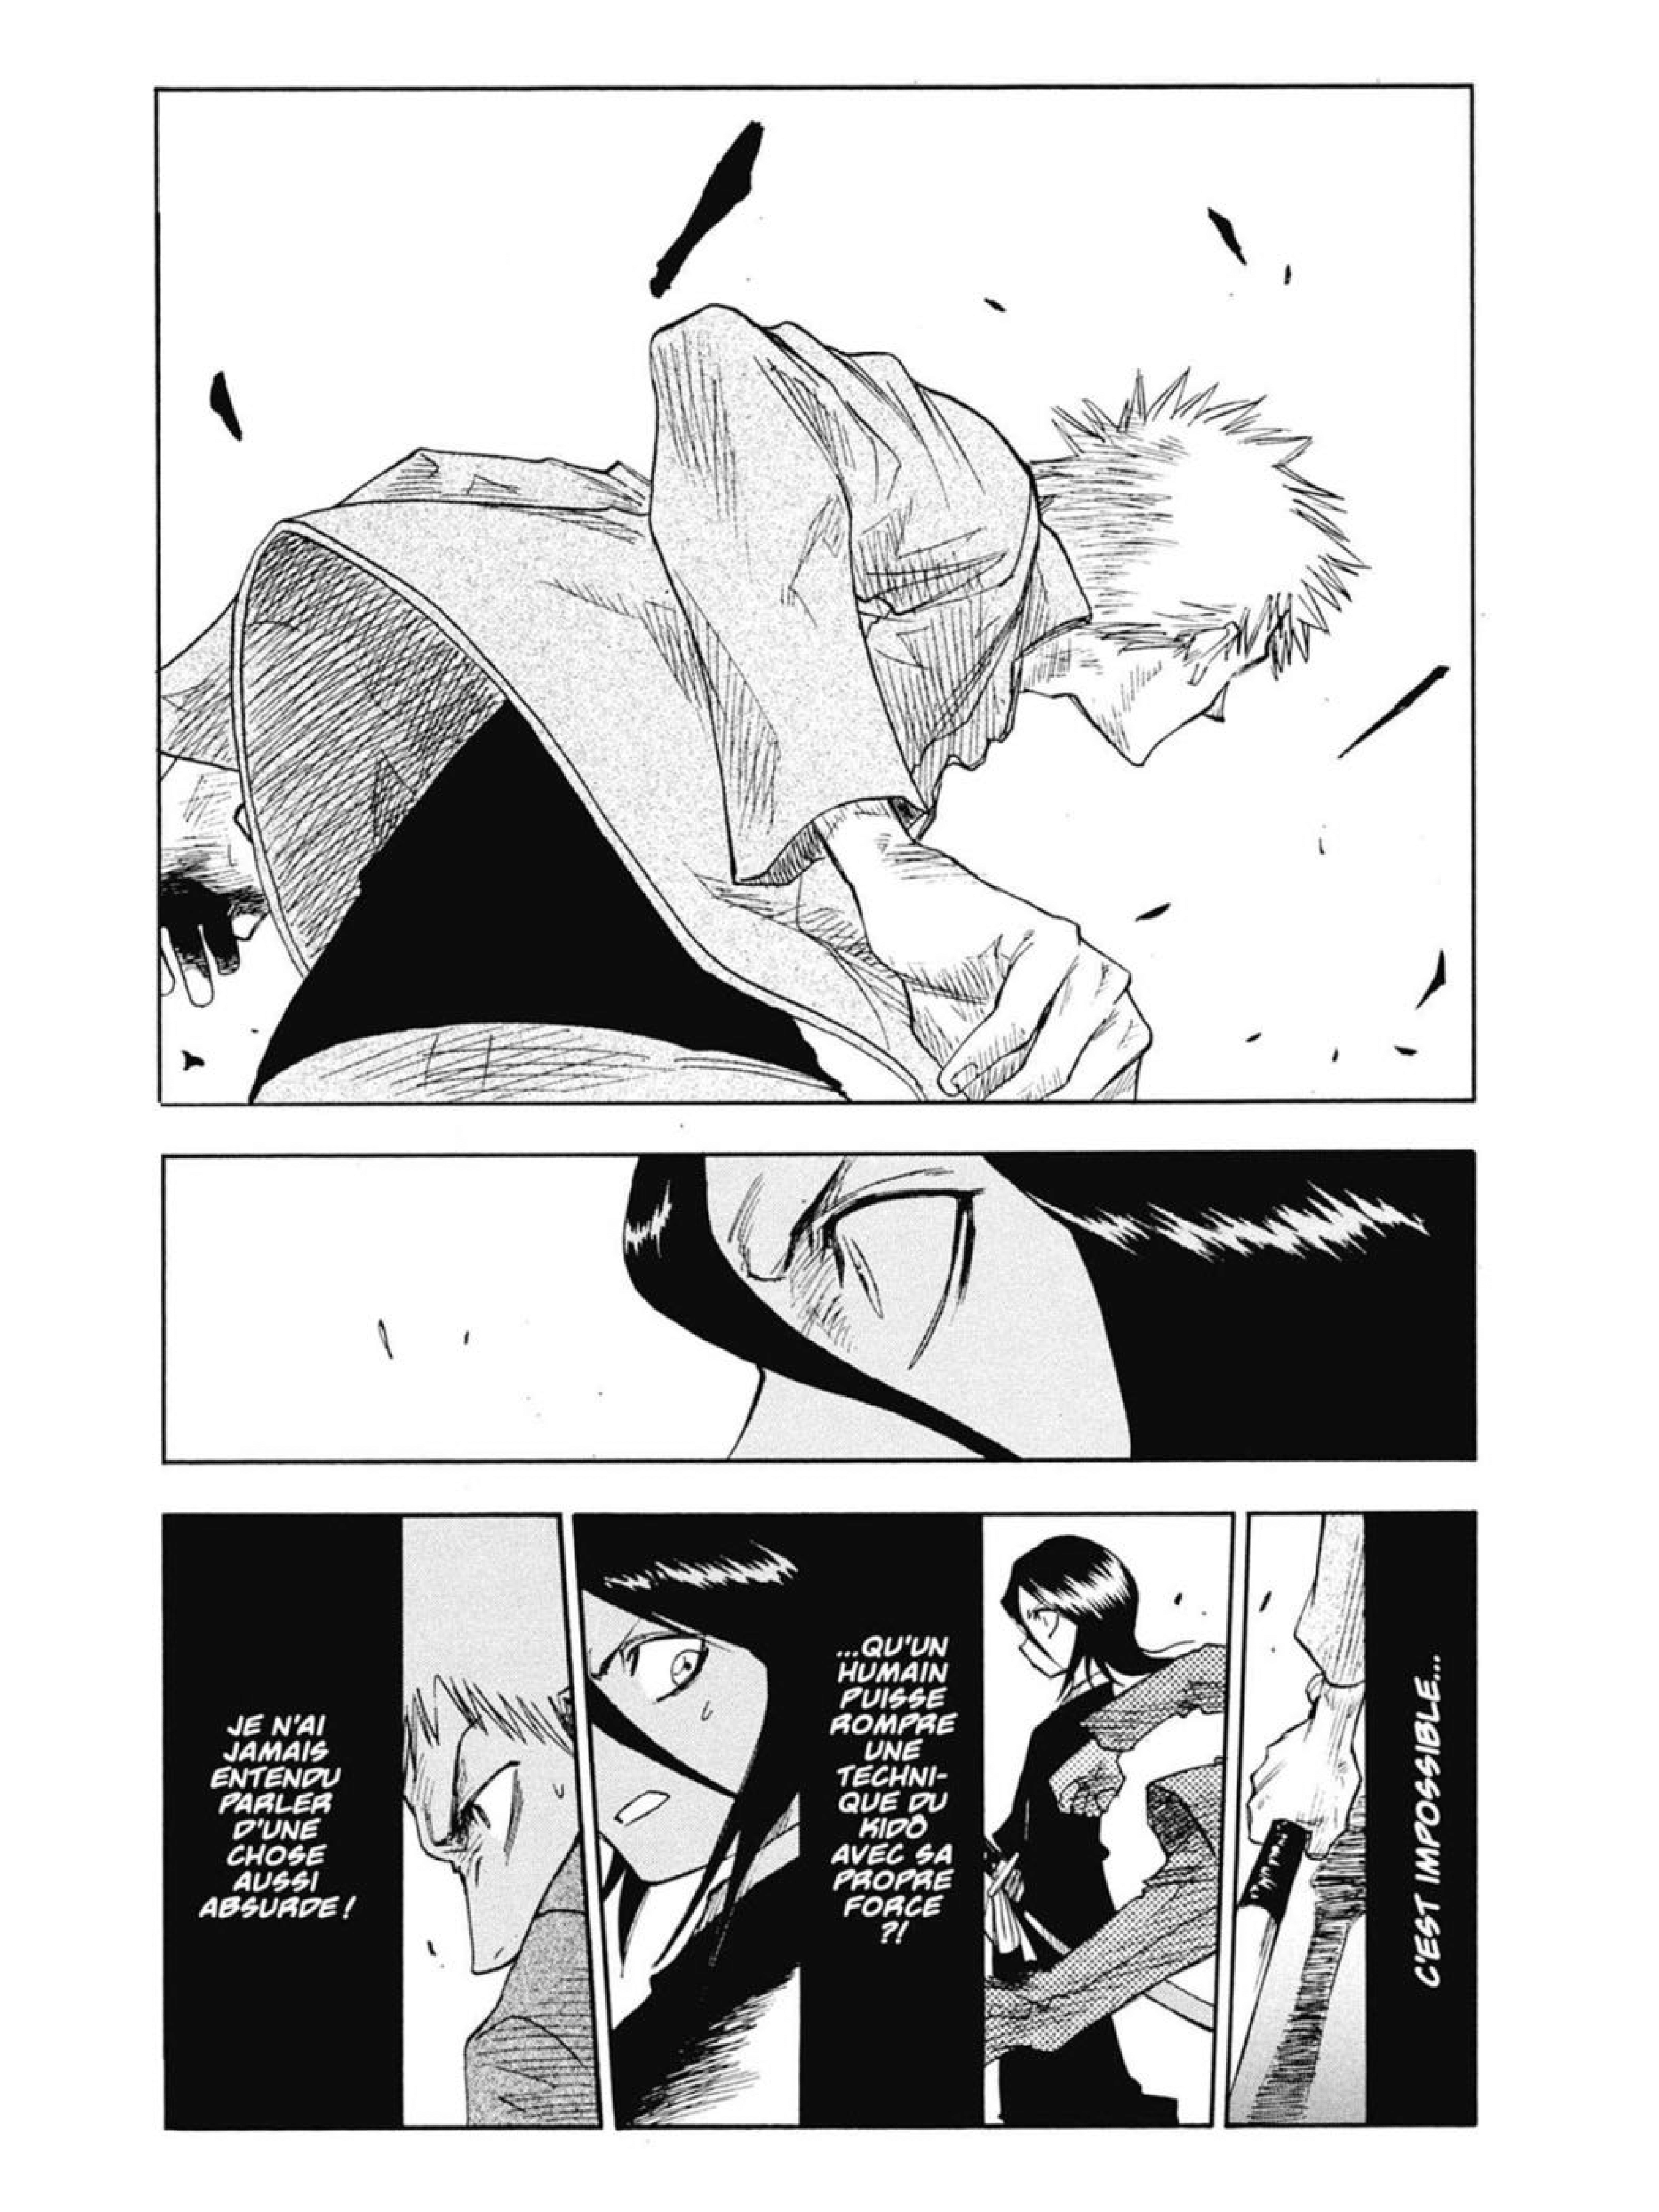 C'EST IMPOSSIBLE...
...QU'UN
HUMAIN
PUISSE
ROMPRE
UNE
TECHNI-
QUE DU
KIDÔ
AVEC SA
PROPRE
FORCE
?!
JE N'AI
JAMAIS
ENTENDU
PARLER
D'UNE
CHOSE
AUSSI
ABSURDE !